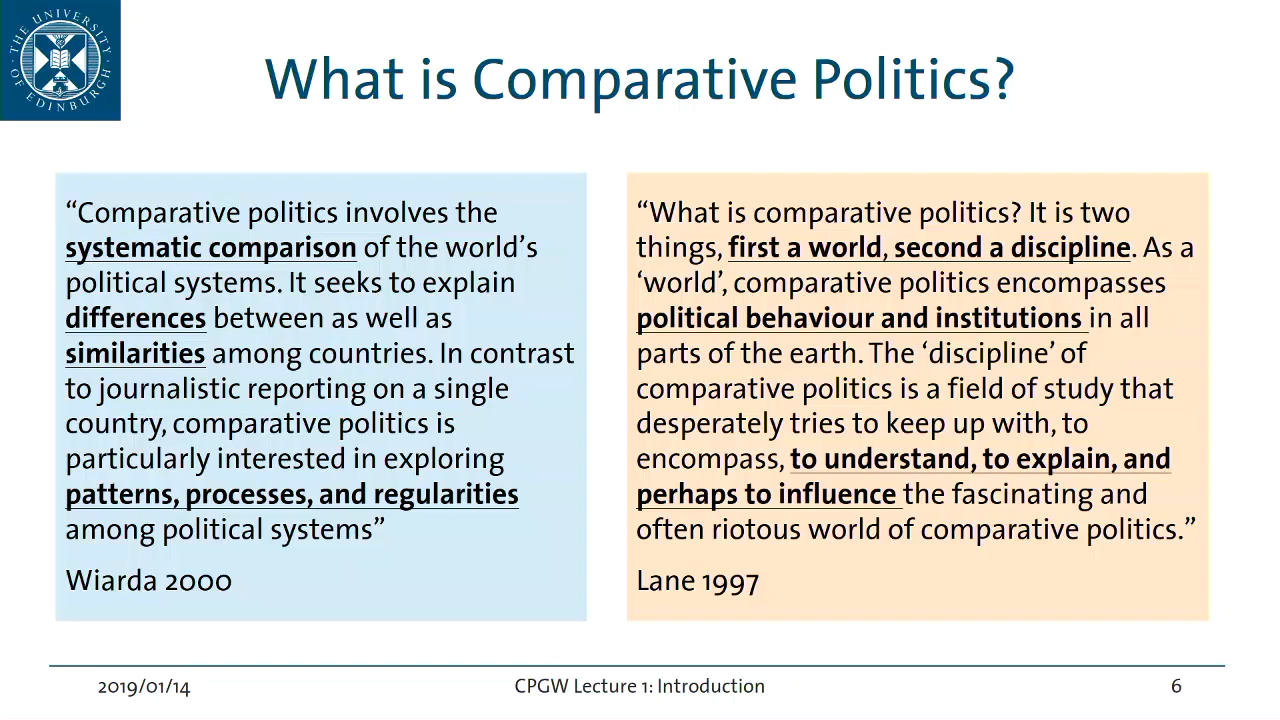 THE UNIVERSITY OF EDINBURGH
What is Comparative Politics?
“Comparative politics involves the
systematic comparison of the world’s
political systems. It seeks to explain
differences between as well as
similarities among countries. In contrast
to journalistic reporting on a single
country, comparative politics is
particularly interested in exploring
patterns, processes, and regularities
among political systems”
Wiarda 2000
“What is comparative politics? It is two
things, first a world, second a discipline. As a
‘world’, comparative politics encompasses
political behaviour and institutions in all
parts of the earth. The ‘discipline’ of
comparative politics is a field of study that
desperately tries to keep up with, to
encompass, to understand, to explain, and
perhaps to influence the fascinating and
often riotous world of comparative politics.”
Lane 1997
2019/01/14
CPGW Lecture 1: Introduction
6